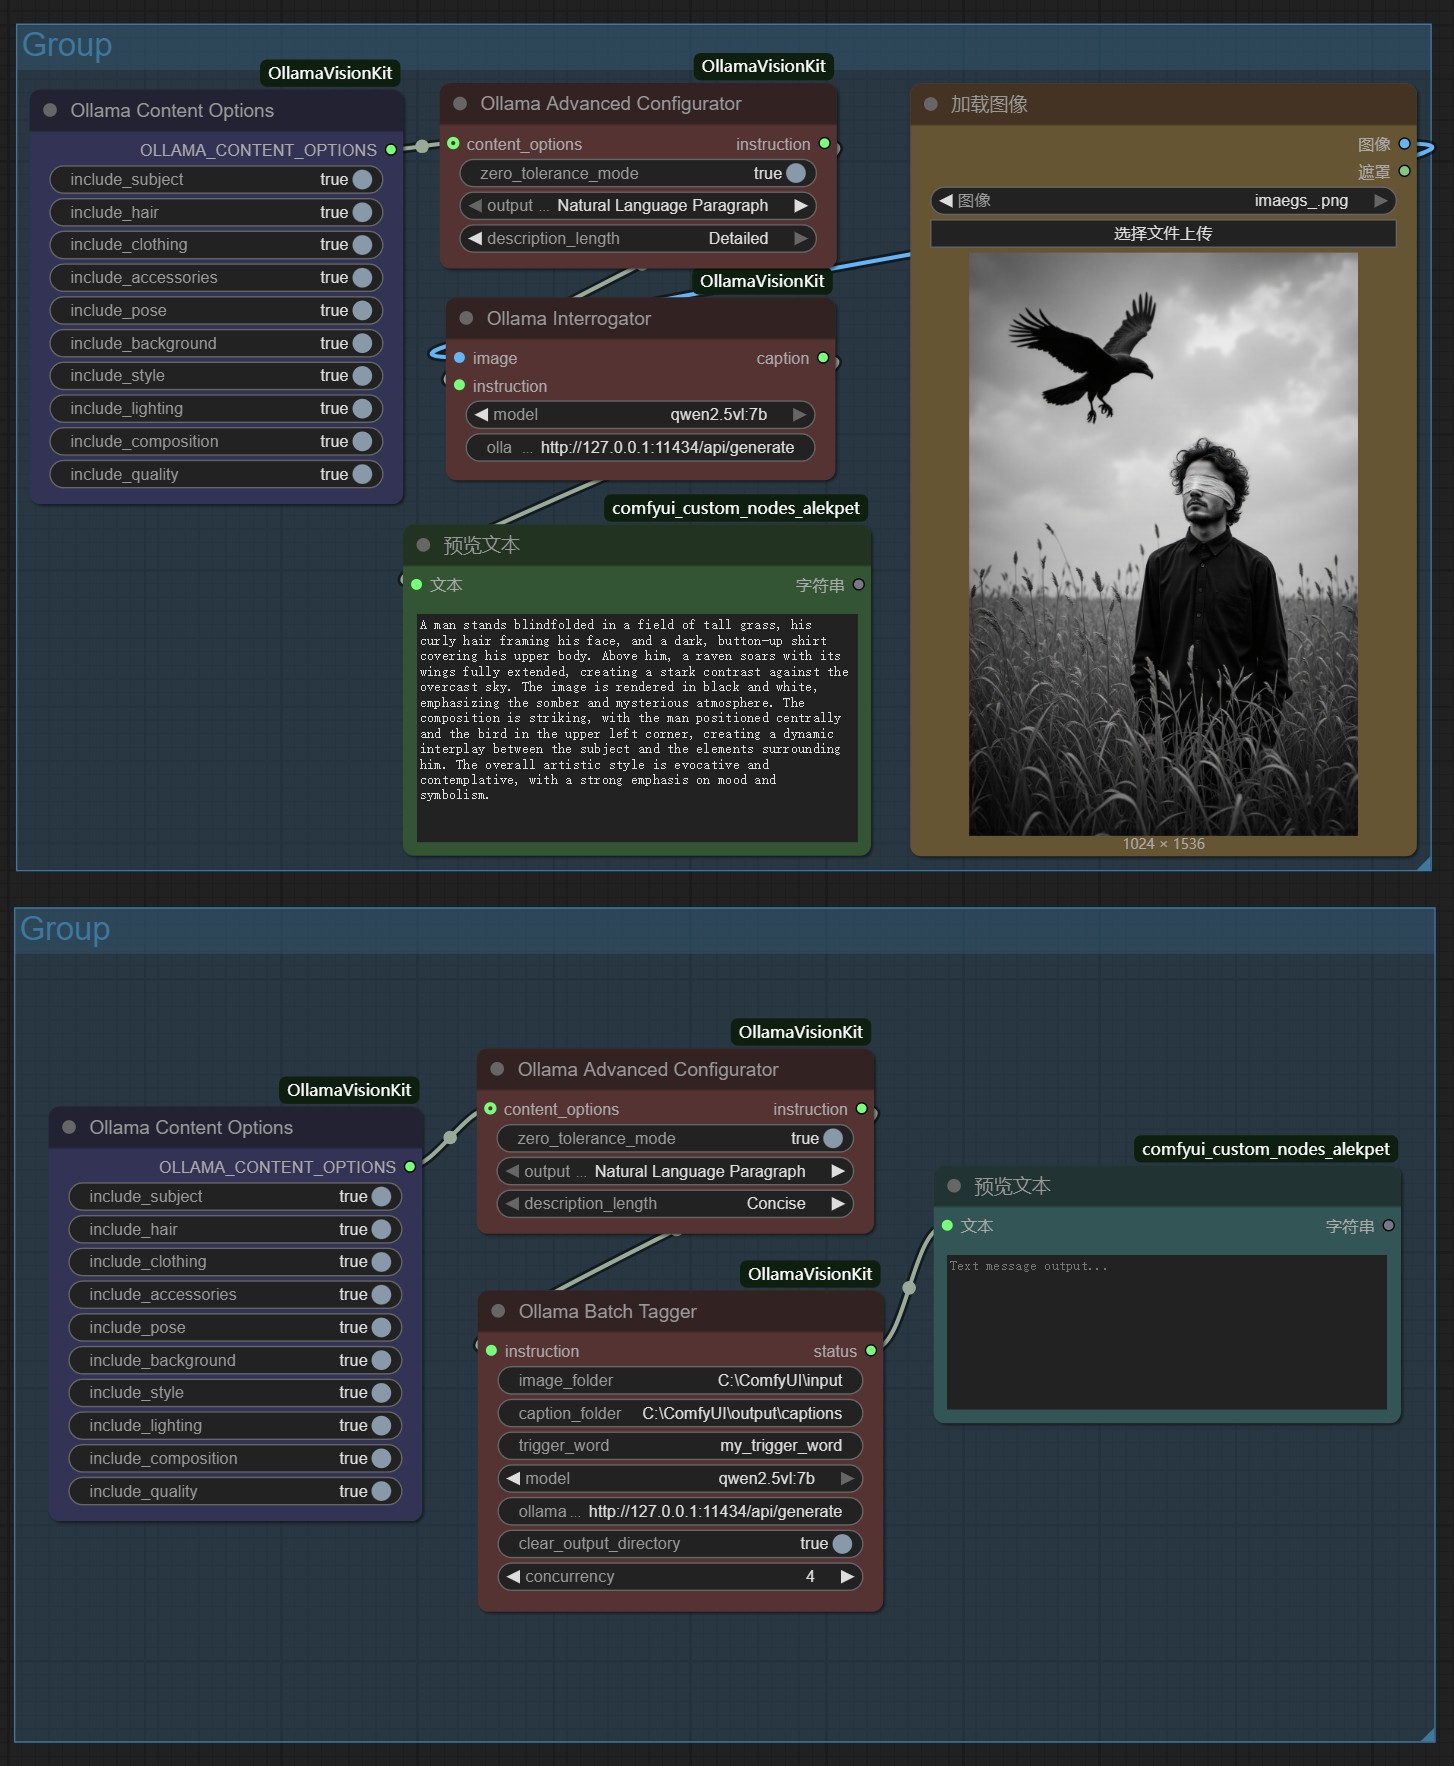 Group
OllamaVisionKit
Ollama Content Options
OLLAMA_CONTENT_OPTIONS
include_subject true
include_hair true
include_clothing true
include_accessories true
include_pose true
include_background true
include_style true
include_lighting true
include_composition true
include_quality true
OllamaVisionKit
Ollama Advanced Configurator
content_options instruction
zero_tolerance_mode true
output ... Natural Language Paragraph
description_length Detailed
OllamaVisionKit
Ollama Interrogator
image caption
instruction
model qwen2.5vl:7b
olla ... http://127.0.0.1:11434/api/generate
comfyui_custom_nodes_alekpet
预览文本
文本 字符串
A man stands blindfolded in a field of tall grass, his
curly hair framing his face, and a dark, button-up shirt
covering his upper body. Above him, a raven soars with its
wings fully extended, creating a stark contrast against the
overcast sky. The image is rendered in black and white,
emphasizing the somber and mysterious atmosphere. The
composition is striking, with the man positioned centrally
and the bird in the upper left corner, creating a dynamic
interplay between the subject and the elements surrounding
him. The overall artistic style is evocative and
contemplative, with a strong emphasis on mood and
symbolism.
加载图像
图像
遮罩
图像 imaegs_.png
选择文件上传
1024 × 1536
Group
OllamaVisionKit
Ollama Content Options
OLLAMA_CONTENT_OPTIONS
include_subject true
include_hair true
include_clothing true
include_accessories true
include_pose true
include_background true
include_style true
include_lighting true
include_composition true
include_quality true
OllamaVisionKit
Ollama Advanced Configurator
content_options instruction
zero_tolerance_mode true
output ... Natural Language Paragraph
description_length Concise
OllamaVisionKit
Ollama Batch Tagger
instruction status
image_folder C:\ComfyUI\input
caption_folder C:\ComfyUI\output\captions
trigger_word my_trigger_word
model qwen2.5vl:7b
ollama ... http://127.0.0.1:11434/api/generate
clear_output_directory true
concurrency 4
comfyui_custom_nodes_alekpet
预览文本
文本 字符串
Text message output...